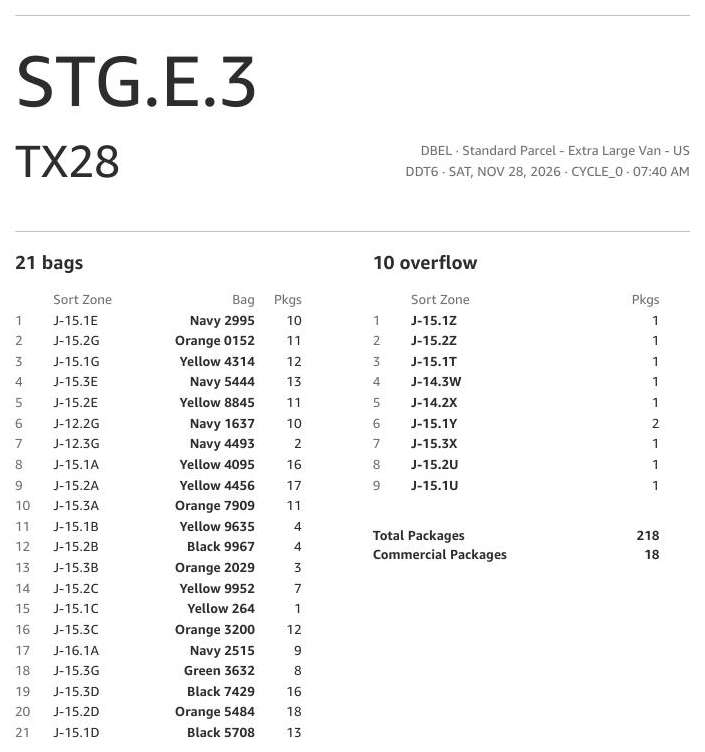 STG.E.3
TX28
DBEL · Standard Parcel - Extra Large Van - US
DDT6 · SAT, NOV 28, 2026 · CYCLE_0 · 07:40 AM
21 bags
Sort Zone Bag Pkgs
1 J-15.1E Navy 2995 10
2 J-15.2G Orange 0152 11
3 J-15.1G Yellow 4314 12
4 J-15.3E Navy 5444 13
5 J-15.2E Yellow 8845 11
6 J-12.2G Navy 1637 10
7 J-12.3G Navy 4493 2
8 J-15.1A Yellow 4095 16
9 J-15.2A Yellow 4456 17
10 J-15.3A Orange 7909 11
11 J-15.1B Yellow 9635 4
12 J-15.2B Black 9967 4
13 J-15.3B Orange 2029 3
14 J-15.2C Yellow 9952 7
15 J-15.1C Yellow 264 1
16 J-15.3C Orange 3200 12
17 J-16.1A Navy 2515 9
18 J-15.3G Green 3632 8
19 J-15.3D Black 7429 16
20 J-15.2D Orange 5484 18
21 J-15.1D Black 5708 13
10 overflow
Sort Zone Pkgs
1 J-15.1Z 1
2 J-15.2Z 1
3 J-15.1T 1
4 J-14.3W 1
5 J-14.2X 1
6 J-15.1Y 2
7 J-15.3X 1
8 J-15.2U 1
9 J-15.1U 1
Total Packages 218
Commercial Packages 18